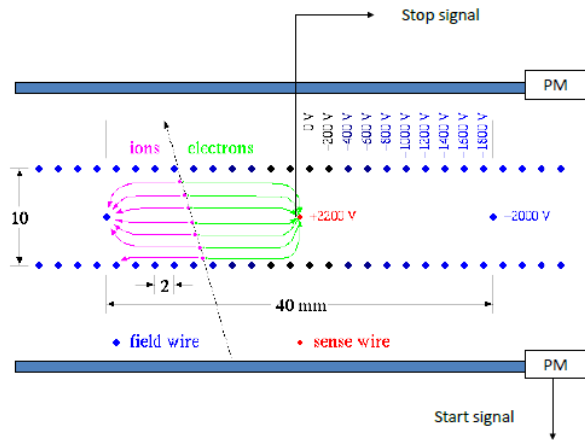 Stop signal
PM
0 V
−200 V
−400 V
−600 V
−800 V
−1000 V
−1200 V
−1400 V
−1600 V
−1800 V
ions electrons
10
+2200 V
−2000 V
2
40 mm
field wire
sense wire
PM
Start signal